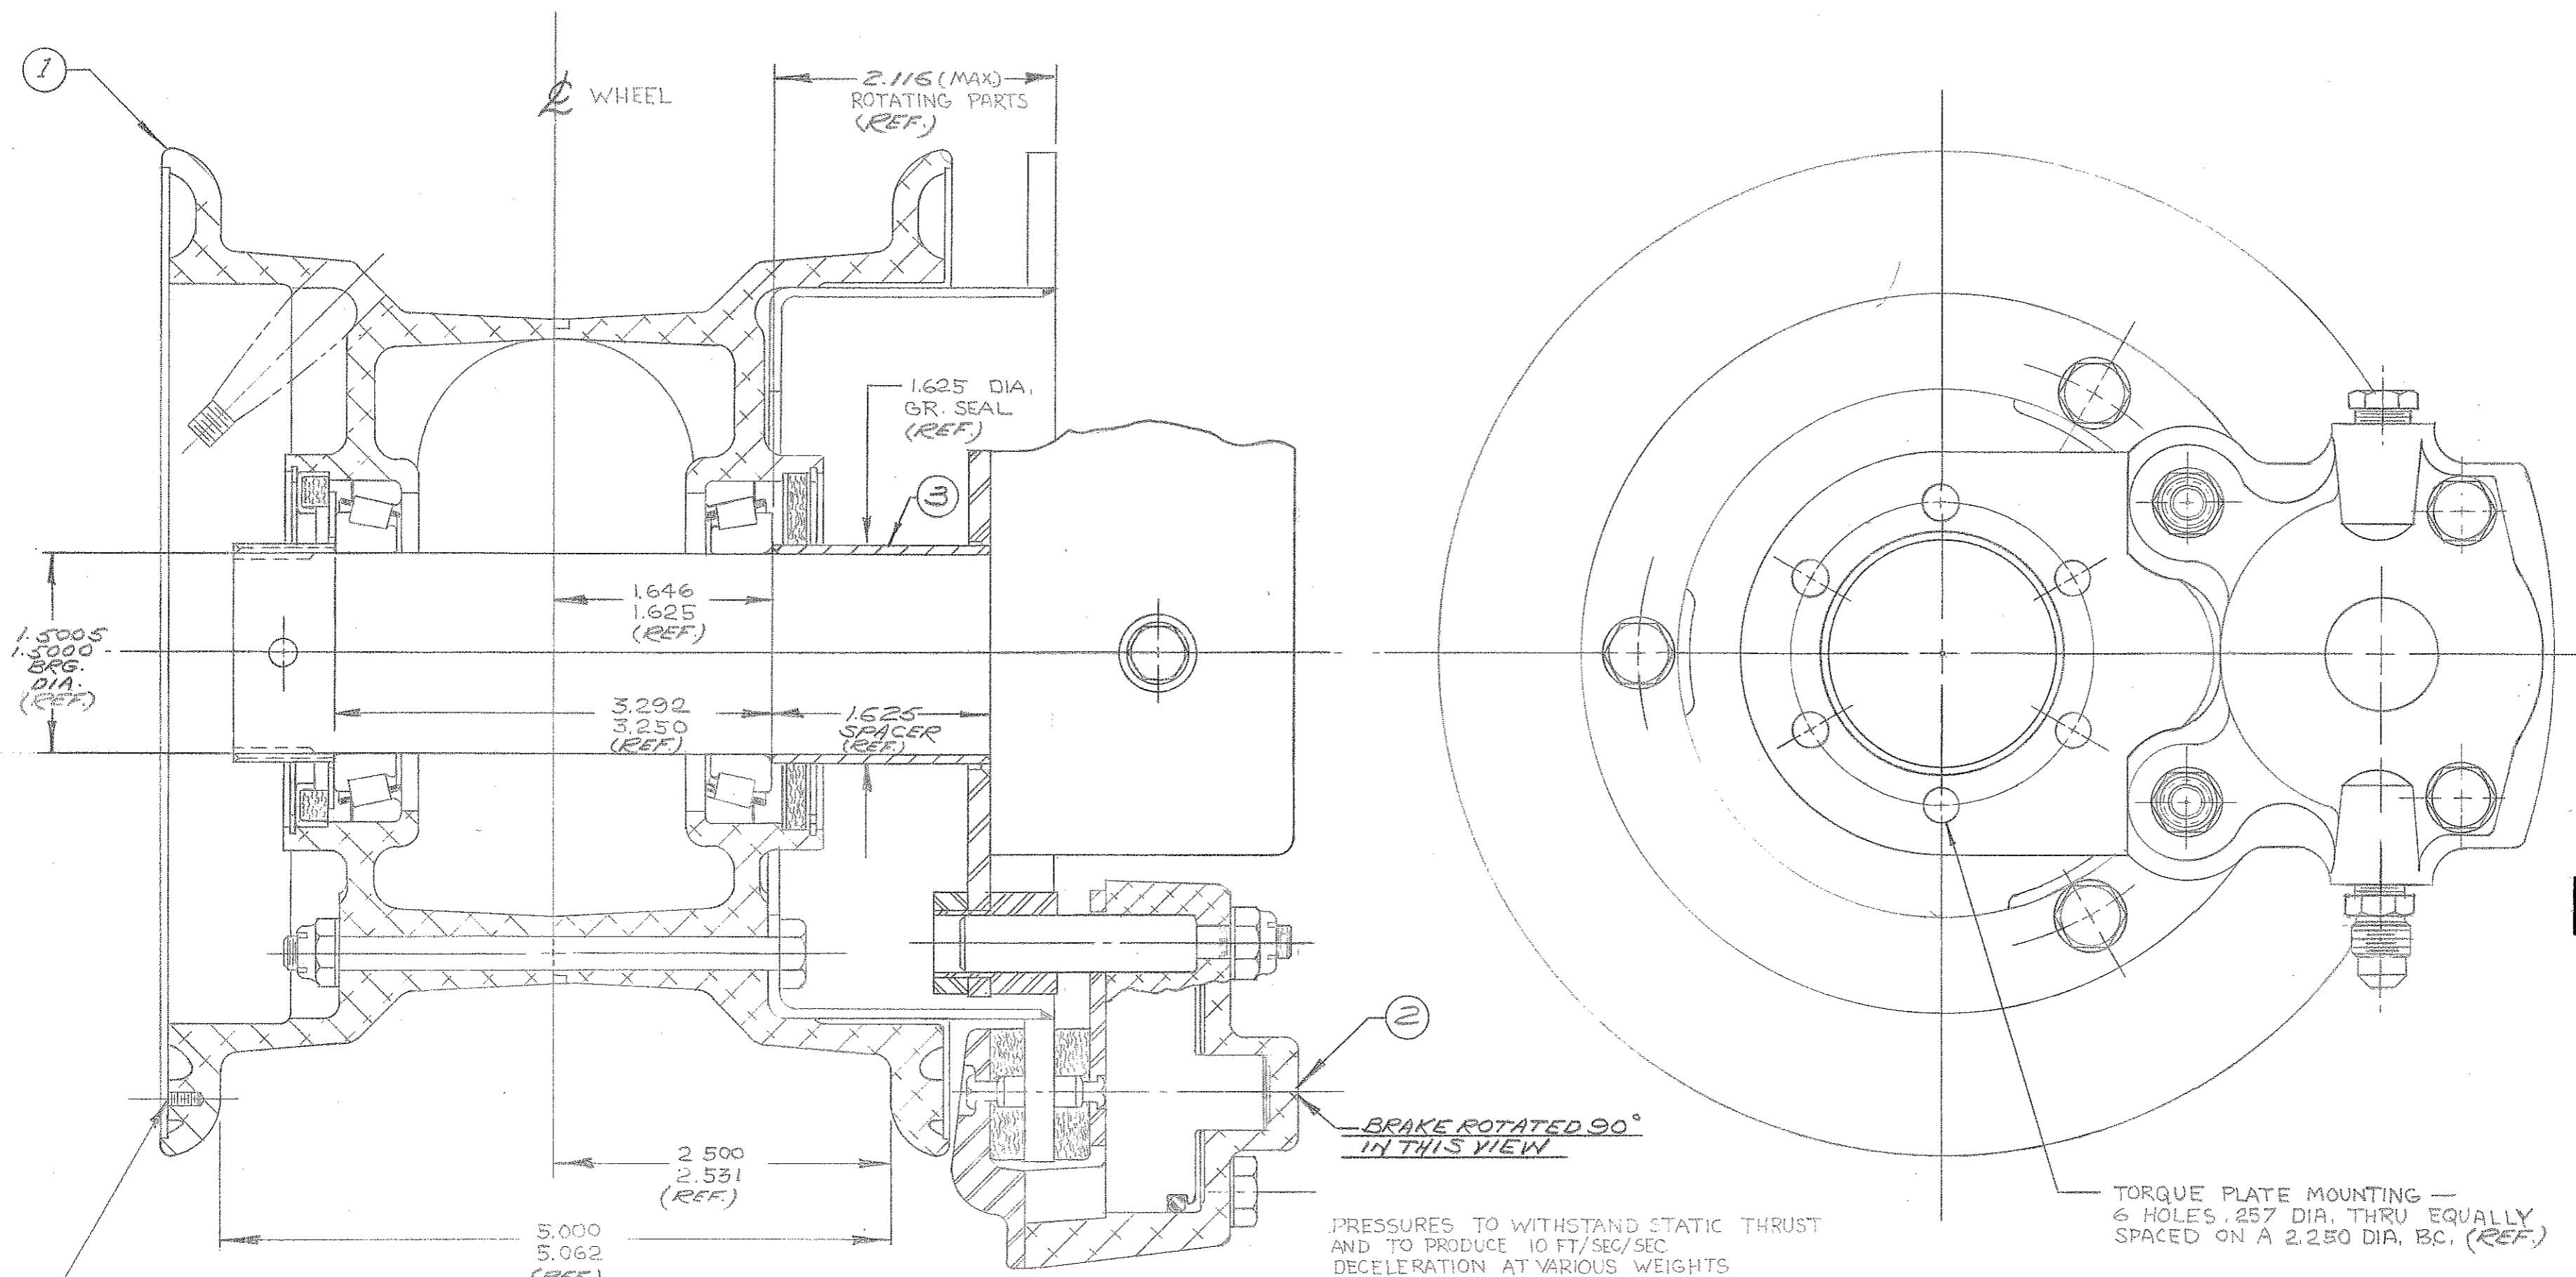 1
℄ WHEEL
2.116 (MAX)
ROTATING PARTS
(REF.)
1.625 DIA.
GR. SEAL
(REF.)
3
1.646
1.625
(REF.)
1.5005
1.5000
BRG.
DIA.
(REF.)
3.292
3.250
(REF.)
1.625
SPACER
(REF.)
2
BRAKE ROTATED 90°
IN THIS VIEW
2.500
2.531
(REF.)
5.000
5.062
(REF.)
PRESSURES TO WITHSTAND STATIC THRUST
AND TO PRODUCE 10 FT/SEC/SEC
DECELERATION AT VARIOUS WEIGHTS
TORQUE PLATE MOUNTING —
6 HOLES .257 DIA. THRU EQUALLY
SPACED ON A 2.250 DIA. B.C. (REF.)